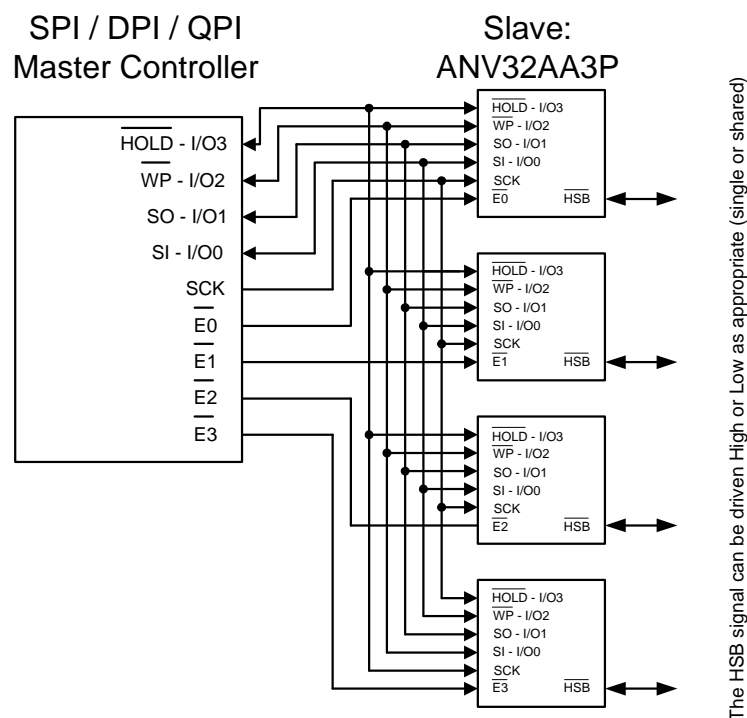 SPI / DPI / QPI
Master Controller
HOLD - I/O3
WP - I/O2
SO - I/O1
SI - I/O0
SCK
E0
E1
E2
E3
Slave:
ANV32AA3P
HOLD - I/O3
WP - I/O2
SO - I/O1
SI - I/O0
SCK
E0 HSB
HOLD - I/O3
WP - I/O2
SO - I/O1
SI - I/O0
SCK
E1 HSB
HOLD - I/O3
WP - I/O2
SO - I/O1
SI - I/O0
SCK
E2 HSB
HOLD - I/O3
WP - I/O2
SO - I/O1
SI - I/O0
SCK
E3 HSB
The HSB signal can be driven High or Low as appropriate (single or shared)